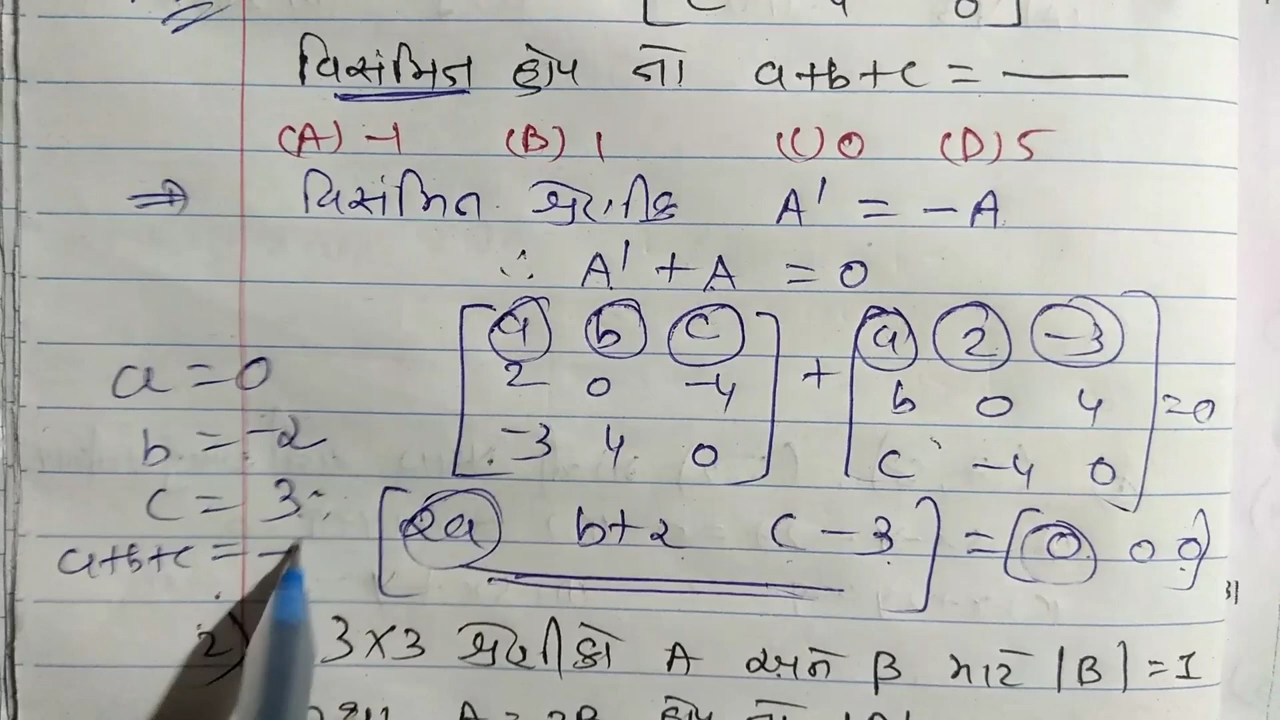 વિસંમિત હોય તો a+b+c = ____
(A) -1 (B) 1 (C) 0 (D) 5
⇒ વિસંમિત શ્રેણીક A' = -A
∴ A' + A = 0
[a b c + [a 2 -3
2 0 -4 b 0 4 =0
-3 4 0] c -4 0]
a = 0
b = -2
c = 3
[2a b+2 c-3] = [0 0 0]
a+b+c = -
2) 3×3 શ્રેણીકો A અને B માટે |B| = 1